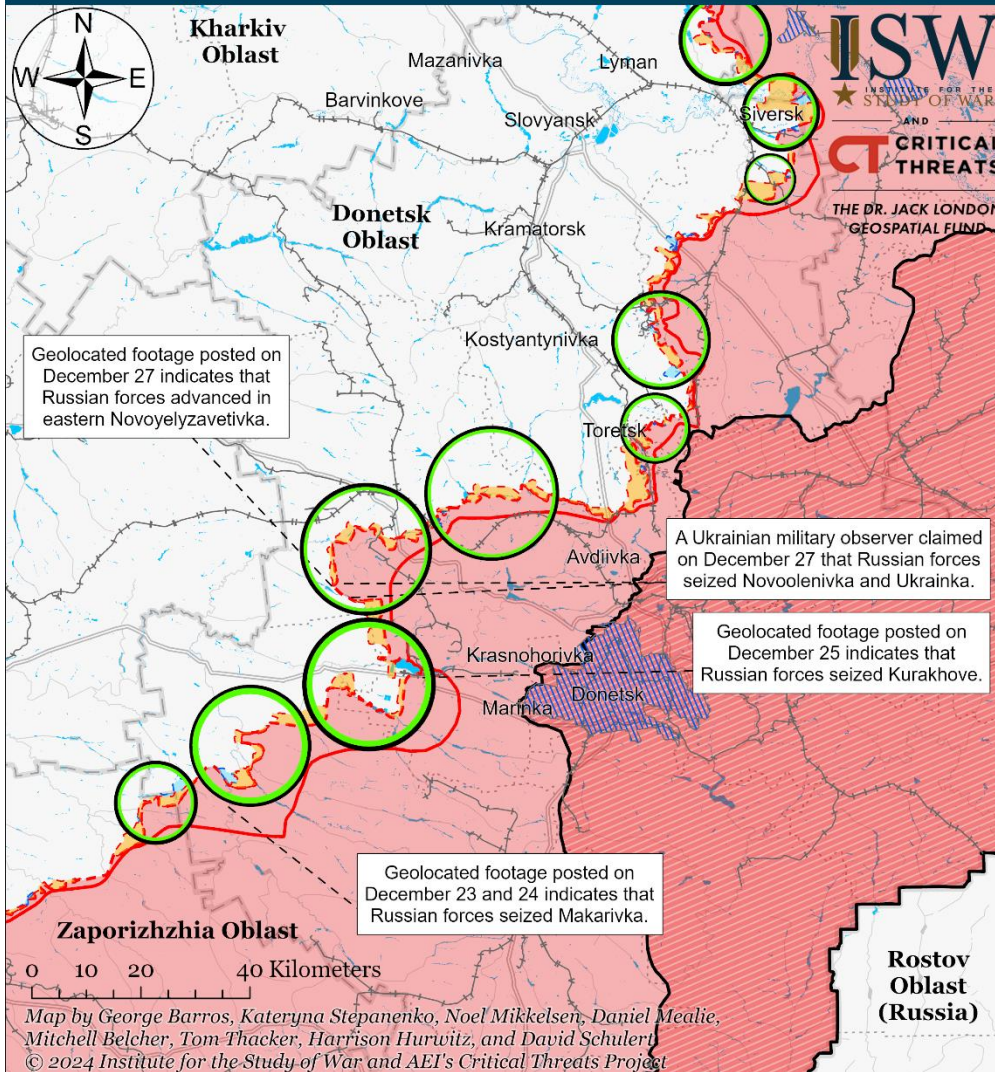 N
W
E
S
Kharkiv
Oblast
Mazanivka
Lyman
Barvinkove
Slovyansk
Siversk
ISW
INSTITUTE FOR THE
STUDY OF WAR
AND
CT CRITICAL
THREATS
THE DR. JACK LONDON
GEOSPATIAL FUND
Donetsk
Oblast
Kramatorsk
Kostyantynivka
Geolocated footage posted on
December 27 indicates that
Russian forces advanced in
eastern Novoyelyzavetivka.
Toretsk
Avdiivka
A Ukrainian military observer claimed
on December 27 that Russian forces
seized Novoolenivka and Ukrainka.
Geolocated footage posted on
December 25 indicates that
Russian forces seized Kurakhove.
Krasnohorivka
Donetsk
Marinka
Geolocated footage posted on
December 23 and 24 indicates that
Russian forces seized Makarivka.
Zaporizhzhia Oblast
0 10 20 40 Kilometers
Rostov
Oblast
(Russia)
Map by George Barros, Kateryna Stepanenko, Noel Mikkelsen, Daniel Mealie,
Mitchell Belcher, Tom Thacker, Harrison Hurwitz, and David Schulert
© 2024 Institute for the Study of War and AEI's Critical Threats Project